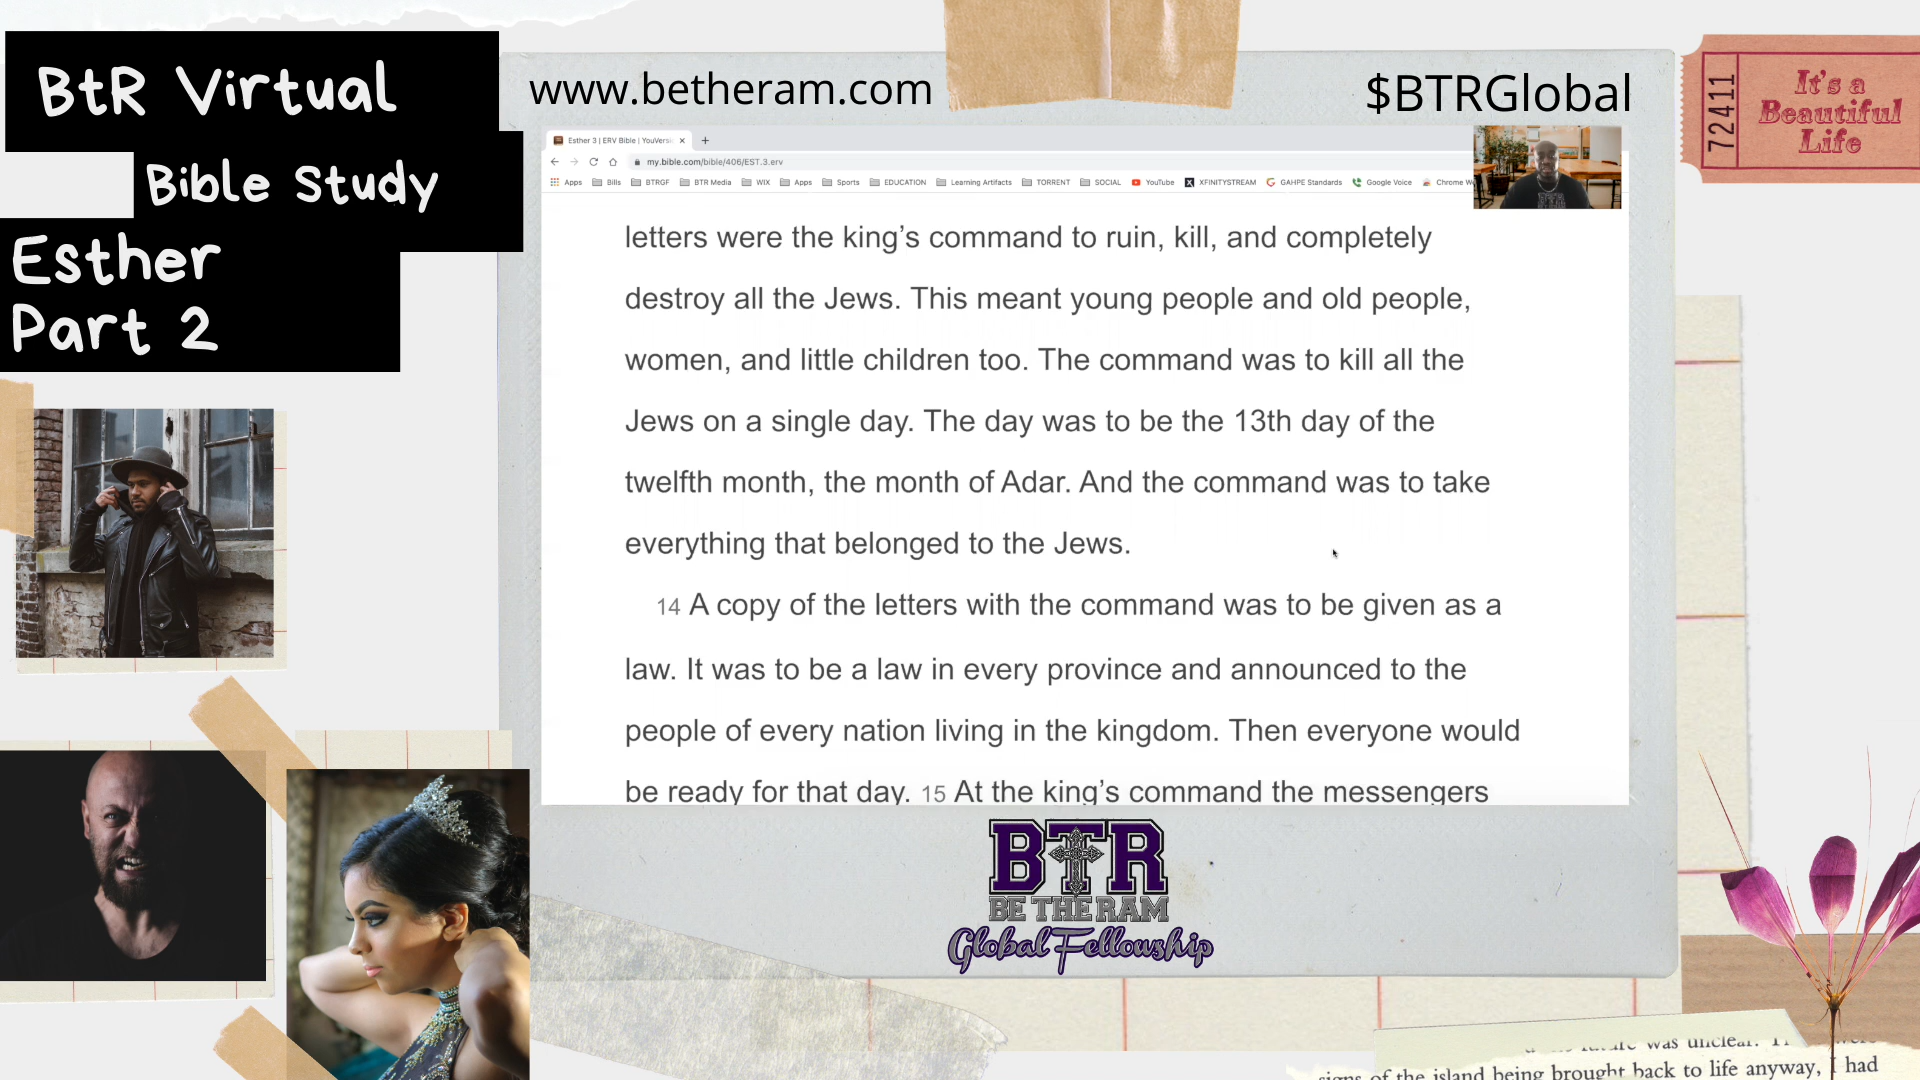 BtR Virtual
Bible Study
Esther
Part 2
www.betheram.com
$BTRGlobal
72411
It's a
Beautiful
Life
Esther 3 | ERV Bible | YouVersi
my.bible.com/bible/406/EST.3.erv
Apps Bills BTRGF BTR Media WIX Apps Sports EDUCATION Learning Artifacts TORRENT SOCIAL YouTube XFINITYSTREAM GAHPE Standards Google Voice Chrome W
letters were the king’s command to ruin, kill, and completely
destroy all the Jews. This meant young people and old people,
women, and little children too. The command was to kill all the
Jews on a single day. The day was to be the 13th day of the
twelfth month, the month of Adar. And the command was to take
everything that belonged to the Jews.
14 A copy of the letters with the command was to be given as a
law. It was to be a law in every province and announced to the
people of every nation living in the kingdom. Then everyone would
be ready for that day. 15 At the king’s command the messengers
BTR
BE THE RAM
Global Fellowship
was unclear.
signs of the island being brought back to life anyway, I had